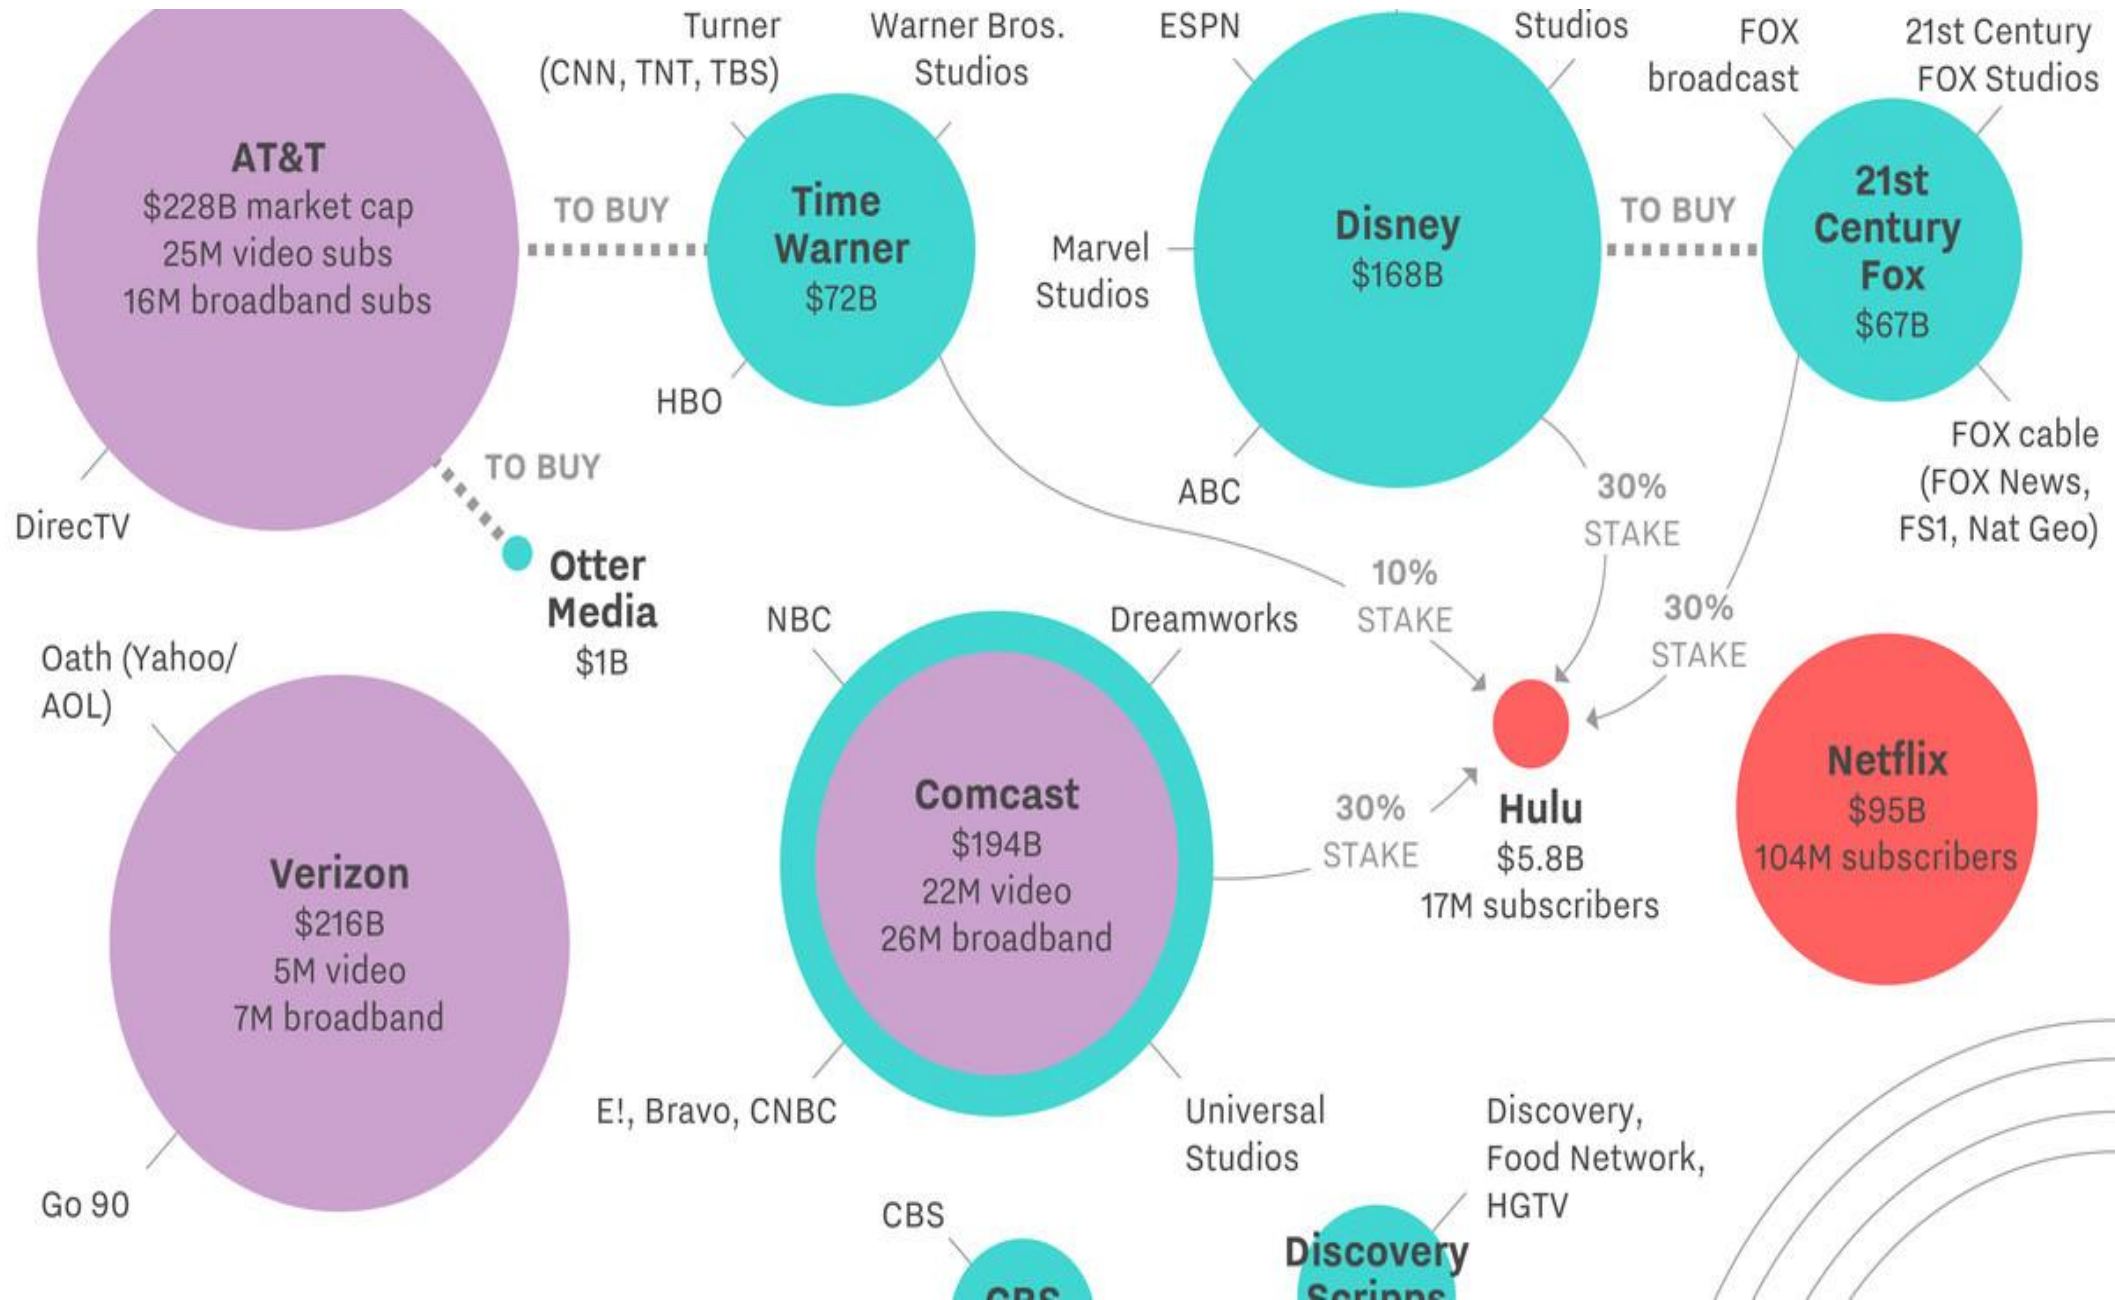 Turner
(CNN, TNT, TBS)
Warner Bros.
Studios
ESPN
Studios
FOX
broadcast
21st Century
FOX Studios
AT&T
$228B market cap
25M video subs
16M broadband subs
TO BUY
Time
Warner
$72B
Marvel
Studios
Disney
$168B
TO BUY
21st
Century
Fox
$67B
HBO
DirecTV
TO BUY
Otter
Media
$1B
ABC
30%
STAKE
FOX cable
(FOX News,
FS1, Nat Geo)
10%
STAKE
30%
STAKE
Oath (Yahoo/
AOL)
NBC
Dreamworks
Verizon
$216B
5M video
7M broadband
Comcast
$194B
22M video
26M broadband
30%
STAKE
Hulu
$5.8B
17M subscribers
Netflix
$95B
104M subscribers
Go 90
E!, Bravo, CNBC
Universal
Studios
Discovery,
Food Network,
HGTV
CBS
CBS
Discovery
Scripps